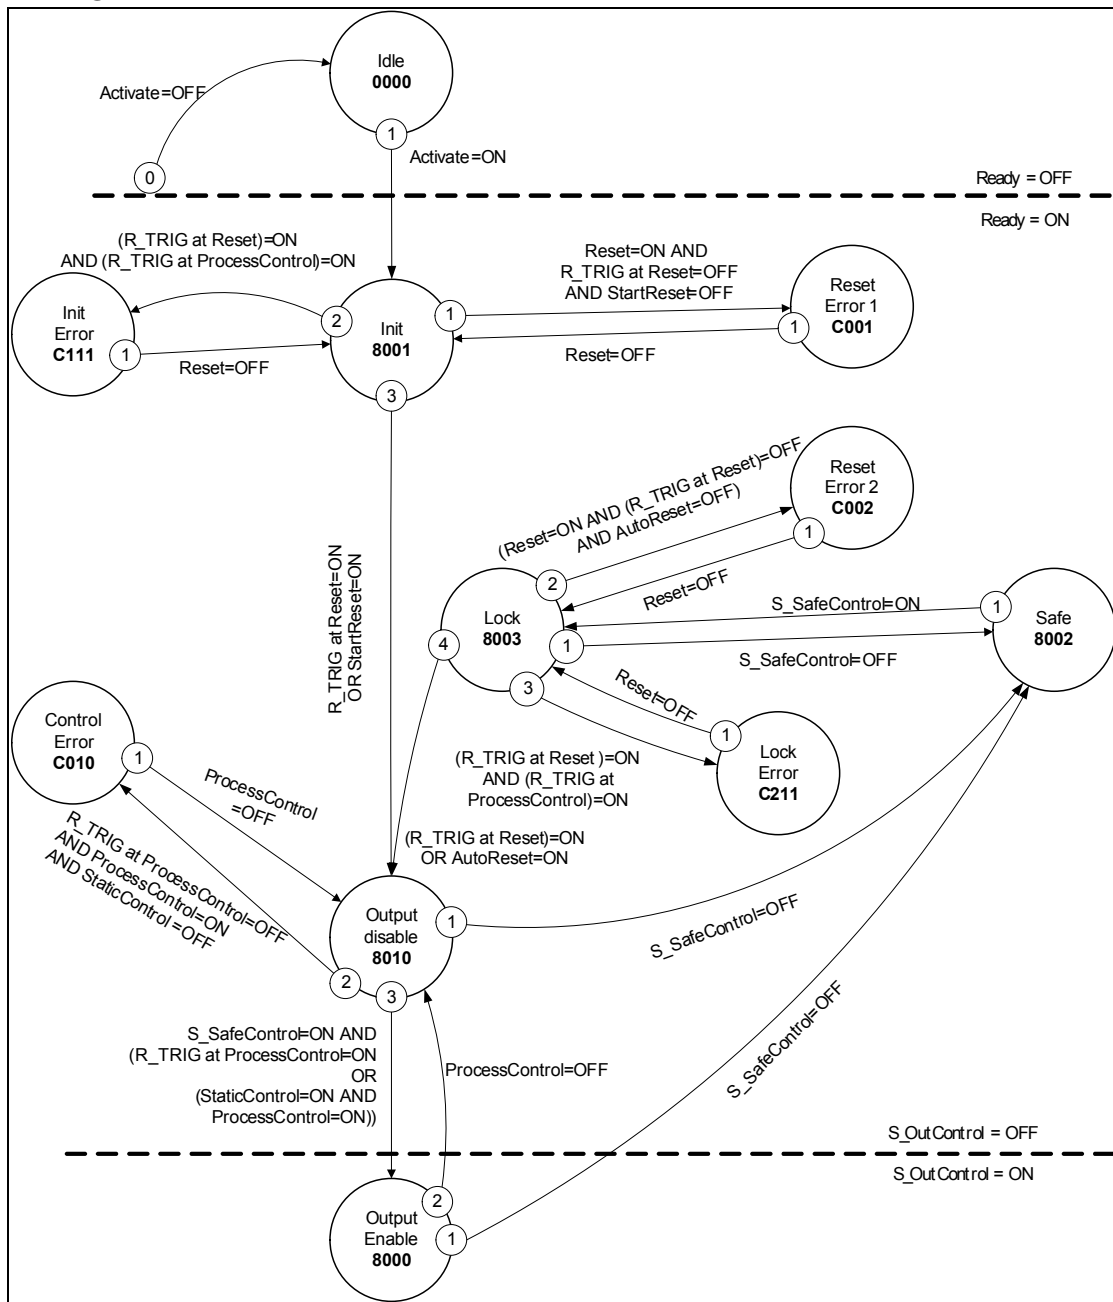 Idle
0000
Activate=OFF
1
Activate=ON
0
Ready = OFF
Ready = ON
(R_TRIG at Reset)=ON
AND (R_TRIG at ProcessControl)=ON
Reset=ON AND
R_TRIG at Reset=OFF
AND StartReset=OFF
Reset
Error 1
C001
Init
Error
C111
1
Reset=OFF
2
Init
8001
1
3
1
Reset=OFF
(Reset=ON AND (R_TRIG at Reset)=OFF
AND AutoReset=OFF)
Reset
Error 2
C002
1
Reset=OFF
R_TRIG at Reset=ON
OR StartReset=ON
2
Lock
8003
4
1
3
S_SafeControl=ON
S_SafeControl=OFF
1
Safe
8002
Reset=OFF
1
Lock
Error
C211
(R_TRIG at Reset )=ON
AND (R_TRIG at
ProcessControl)=ON
Control
Error
C010
1
ProcessControl
=OFF
R_TRIG at ProcessControl=OFF
AND ProcessControl=ON
AND StaticControl=OFF
(R_TRIG at Reset)=ON
OR AutoReset=ON
Output
disable
8010
1
2
3
S_SafeControl=OFF
S_SafeControl=OFF
S_SafeControl=ON AND
(R_TRIG at ProcessControl=ON
OR
(StaticControl=ON AND
ProcessControl=ON))
ProcessControl=OFF
S_OutControl = OFF
S_OutControl = ON
2
Output
Enable
8000
1